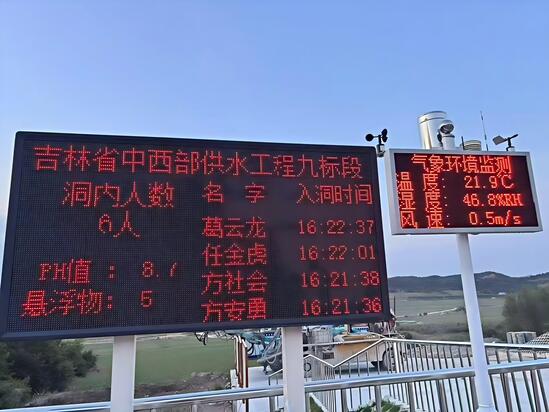 吉林省中西部供水工程九标段
洞内人数 名 字 入洞时间
6人
葛云龙 16:22:37
任金虎 16:22:01
PH值 : 8.7
方社会 16:21:38
悬浮物: 5
方安勇 16:21:36
气象环境监测
温 度: 21.9℃
湿 度: 46.8%RH
风 速: 0.5m/s